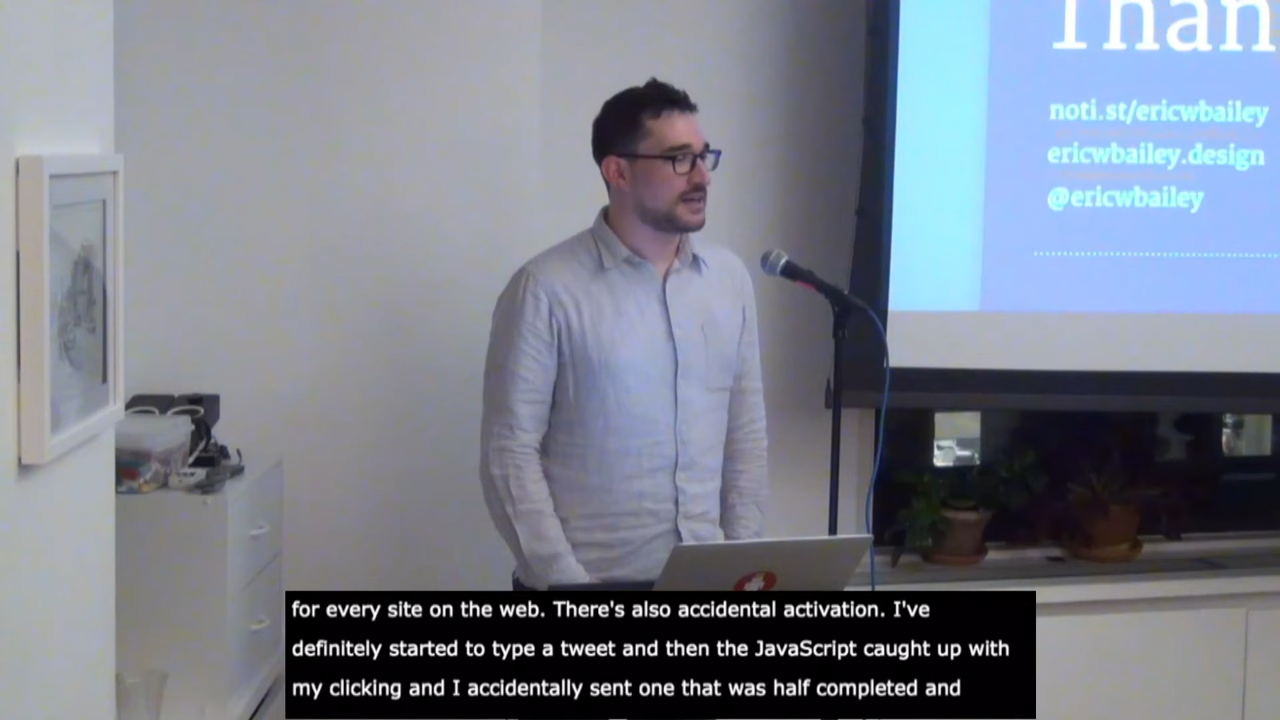 Than
noti.st/ericwbailey
ericwbailey.design
@ericwbailey
for every site on the web. There's also accidental activation. I've
definitely started to type a tweet and then the JavaScript caught up with
my clicking and I accidentally sent one that was half completed and